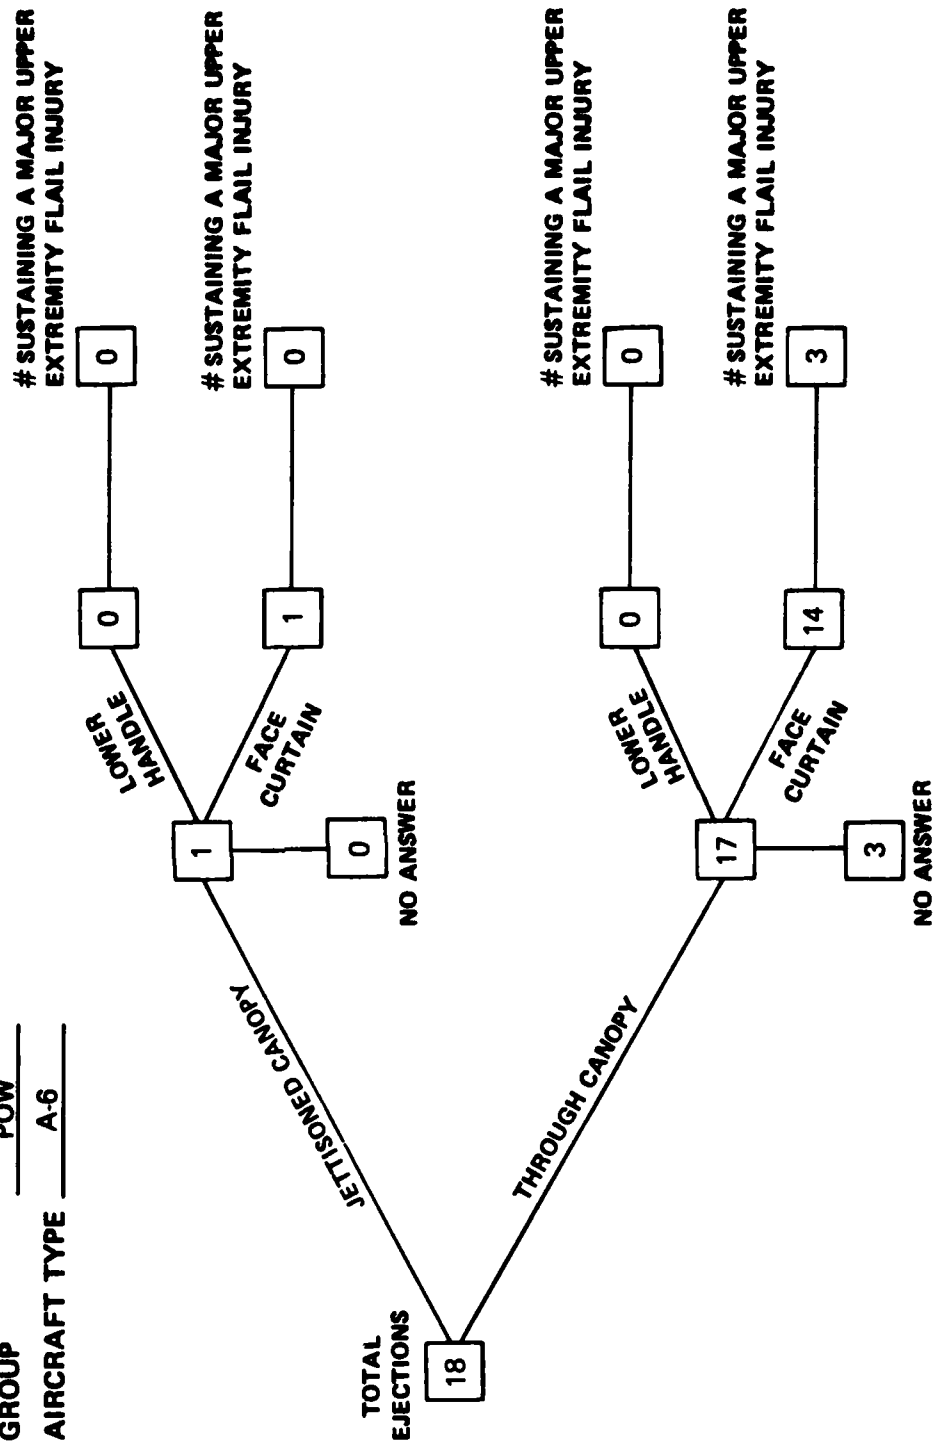 GROUP POW
AIRCRAFT TYPE A-6
TOTAL
EJECTIONS
18
JETTISONED CANOPY
1
LOWER
HANDLE
0
# SUSTAINING A MAJOR UPPER
EXTREMITY FLAIL INJURY
0
FACE
CURTAIN
1
# SUSTAINING A MAJOR UPPER
EXTREMITY FLAIL INJURY
0
0
NO ANSWER
THROUGH CANOPY
17
LOWER
HANDLE
0
# SUSTAINING A MAJOR UPPER
EXTREMITY FLAIL INJURY
0
FACE
CURTAIN
14
# SUSTAINING A MAJOR UPPER
EXTREMITY FLAIL INJURY
3
3
NO ANSWER